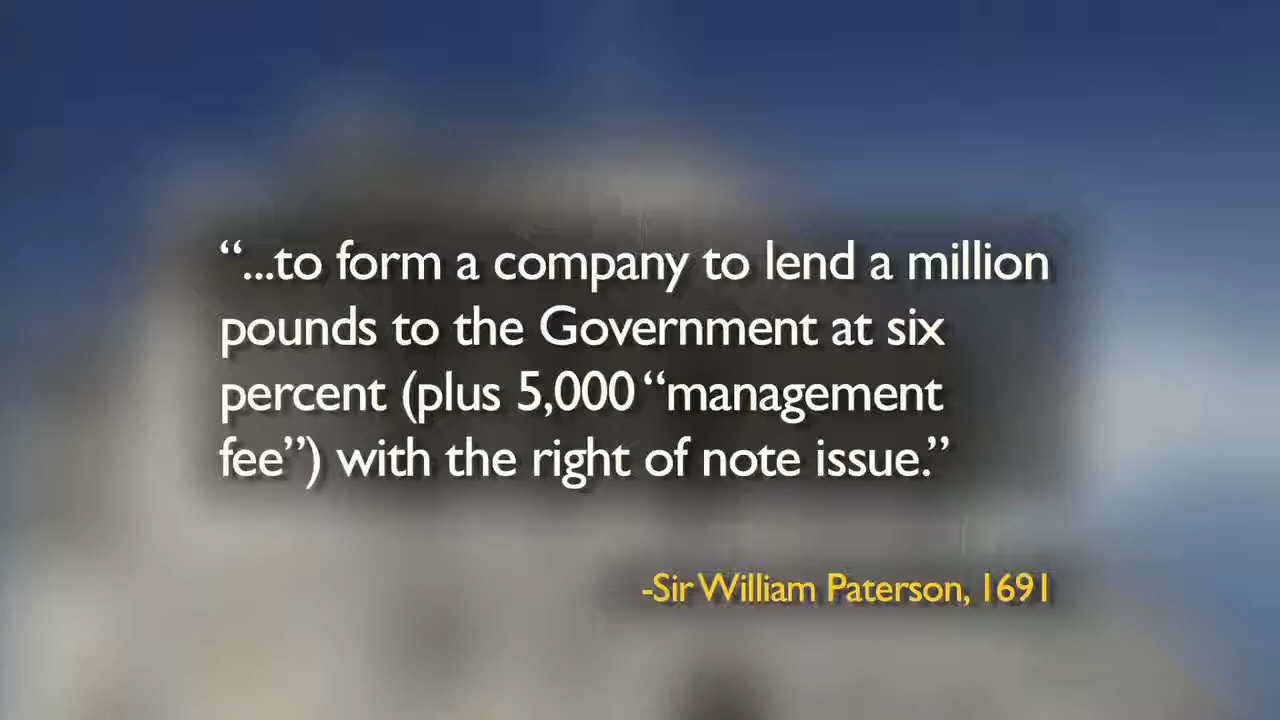 “...to form a company to lend a million
pounds to the Government at six
percent (plus 5,000 “management
fee”) with the right of note issue.”
-Sir William Paterson, 1691